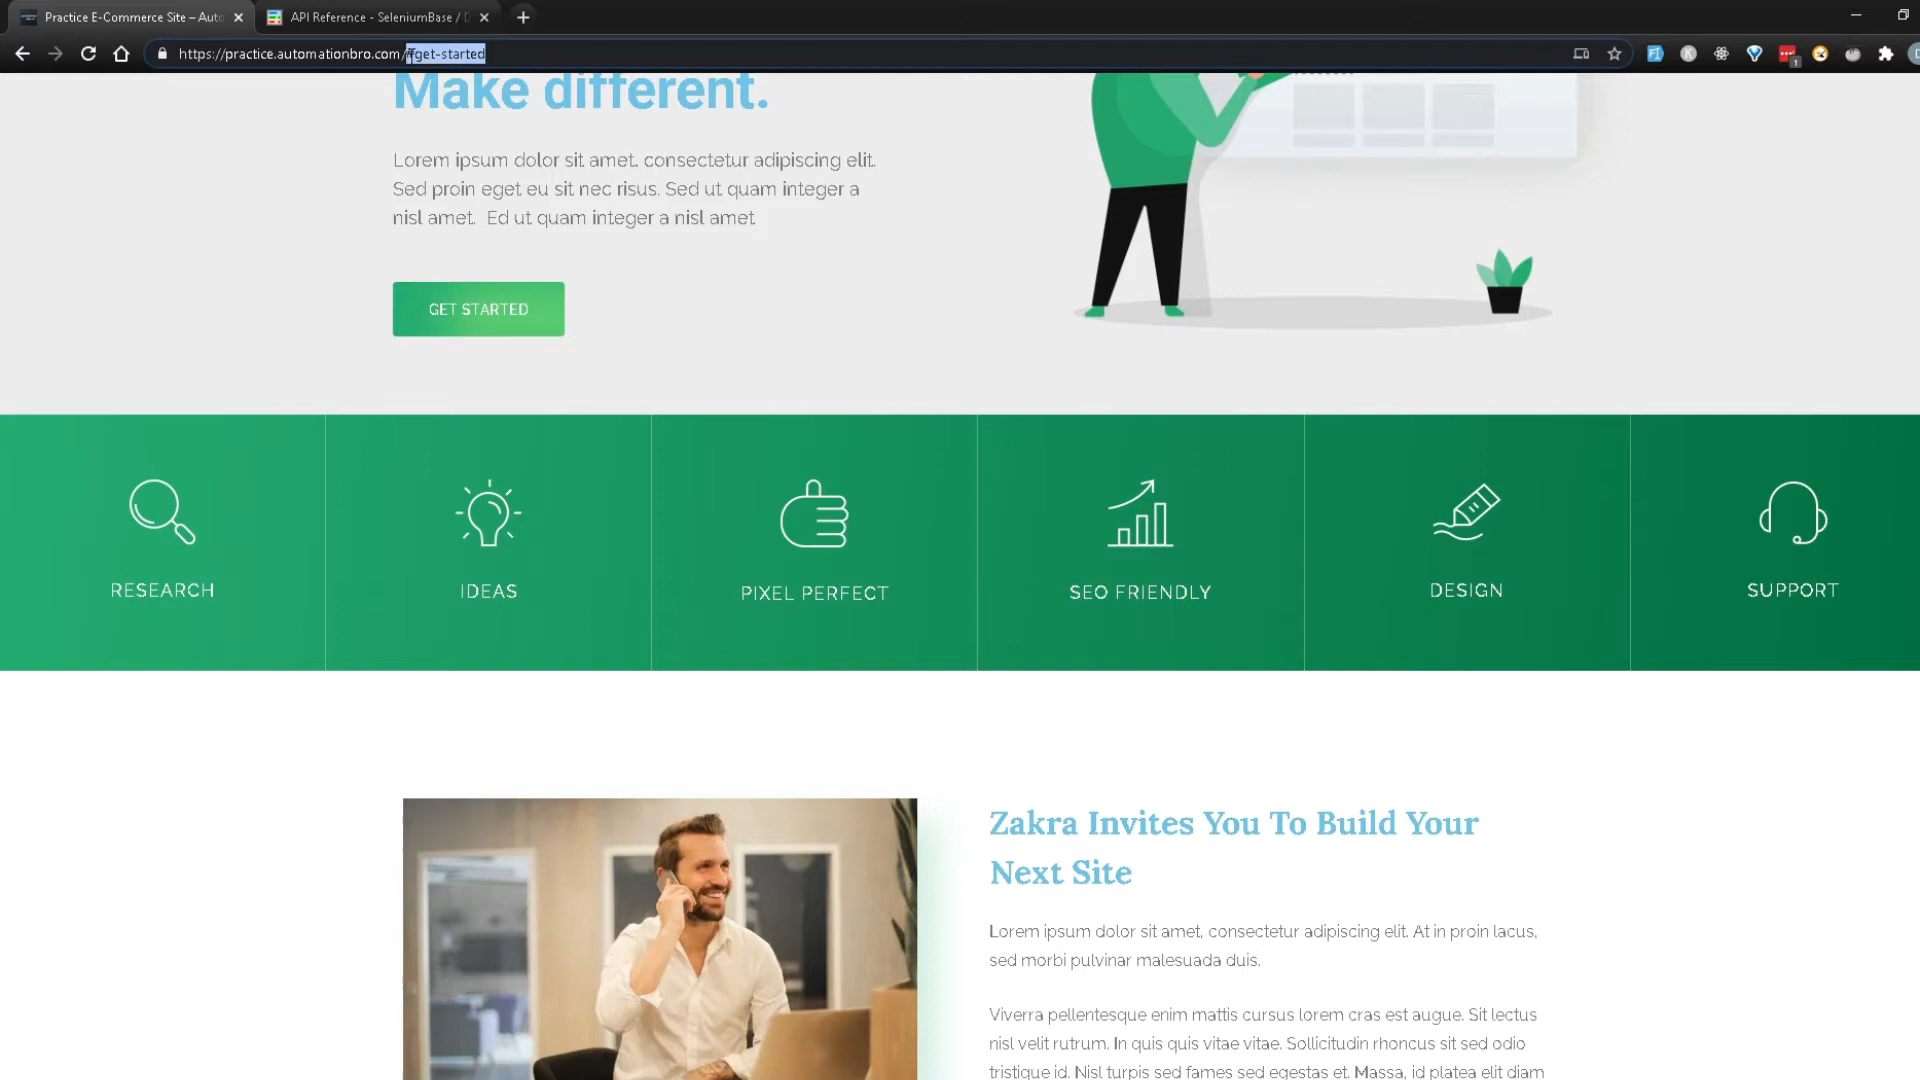 Practice E-Commerce Site – Auto
API Reference - SeleniumBase / D
https://practice.automationbro.com/#get-started
1
Make different.
Lorem ipsum dolor sit amet. consectetur adipiscing elit.
Sed proin eget eu sit nec risus. Sed ut quam integer a
nisl amet. Ed ut quam integer a nisl amet
GET STARTED
RESEARCH
IDEAS
PIXEL PERFECT
SEO FRIENDLY
DESIGN
SUPPORT
Zakra Invites You To Build Your
Next Site
Lorem ipsum dolor sit amet, consectetur adipiscing elit. At in proin lacus,
sed morbi pulvinar malesuada duis.
Viverra pellentesque enim mattis cursus lorem cras est augue. Sit lectus
nisl velit rutrum. In quis quis vitae vitae. Sollicitudin rhoncus sit sed odio
tristique id. Nisl turpis sed fames sed egestas et. Massa, id platea elit diam